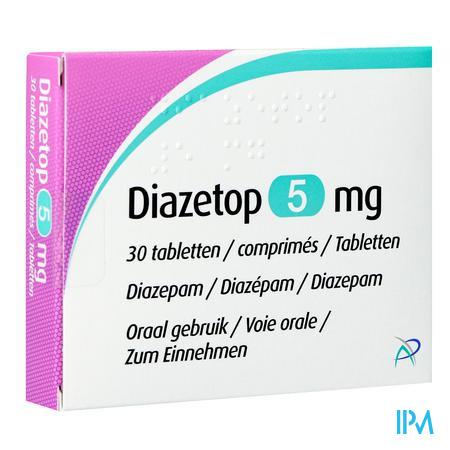 Diazetop 5 mg
30 tabletten / comprimés / Tabletten
Diazepam / Diazépam / Diazepam
Oraal gebruik / Voie orale /
Zum Einnehmen
Diazetop 5 mg
30 tabletten / comprimés /
Tabletten
IPM